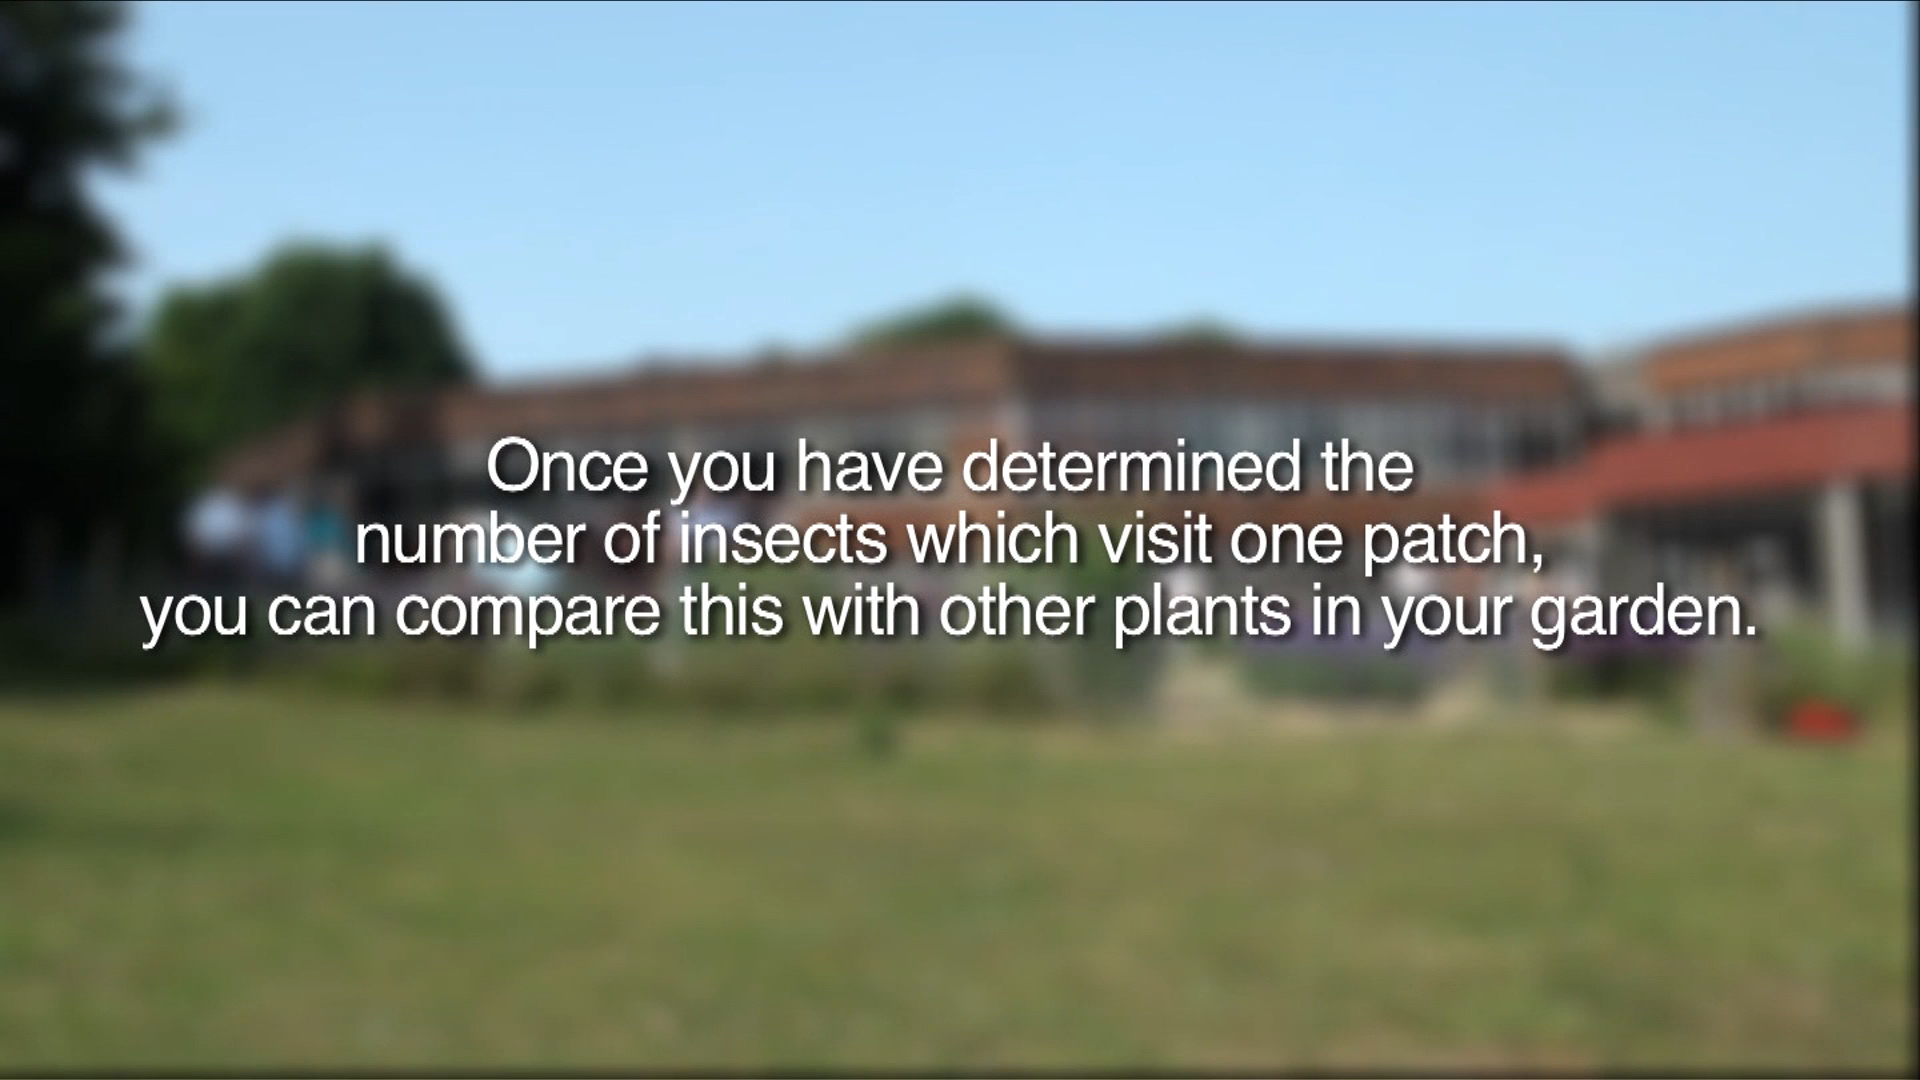 Once you have determined the
number of insects which visit one patch,
you can compare this with other plants in your garden.